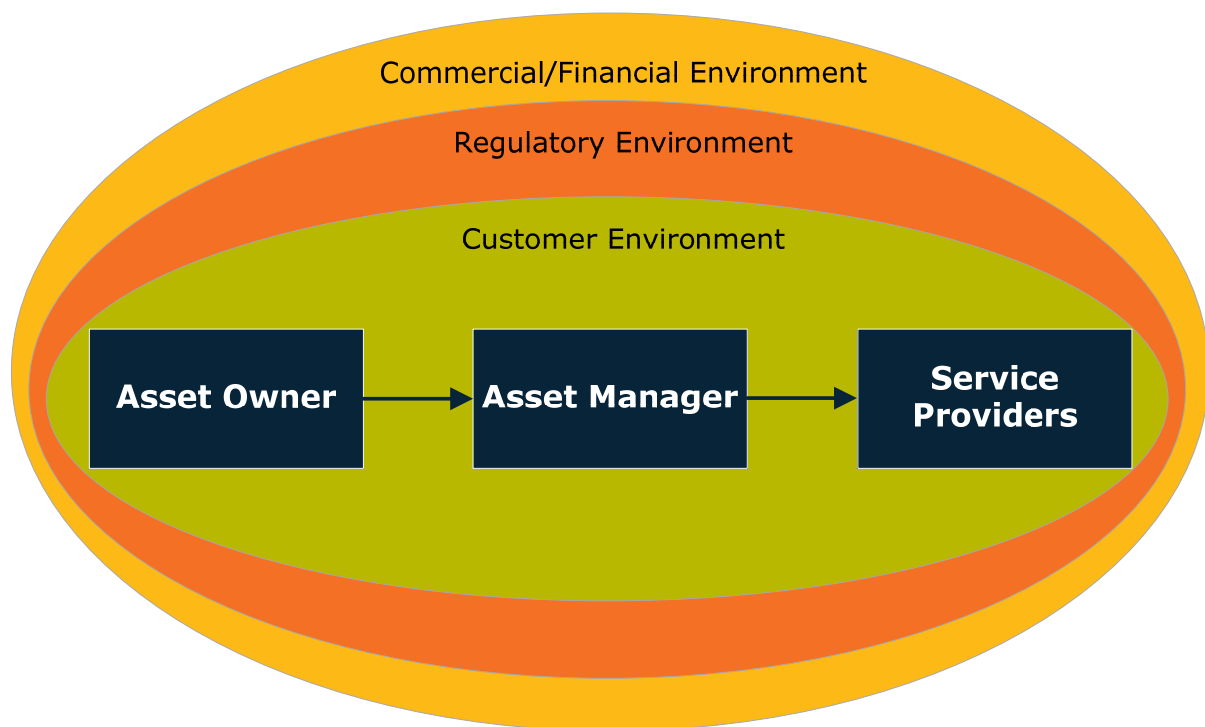 Commercial/Financial Environment
Regulatory Environment
Customer Environment
Asset Owner
Asset Manager
Service
Providers